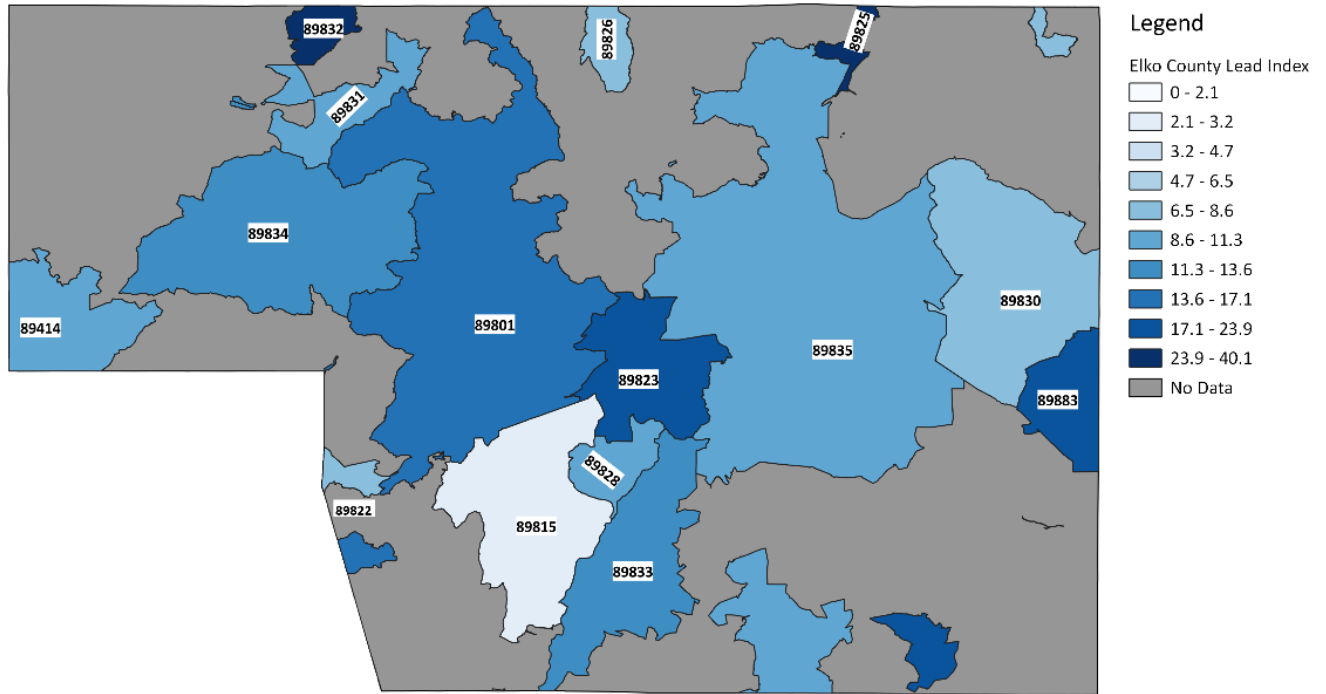 89832
89826
89825
89831
89834
89414
89801
89830
89835
89823
89883
89828
89822
89815
89833
Legend
Elko County Lead Index
0 - 2.1
2.1 - 3.2
3.2 - 4.7
4.7 - 6.5
6.5 - 8.6
8.6 - 11.3
11.3 - 13.6
13.6 - 17.1
17.1 - 23.9
23.9 - 40.1
No Data